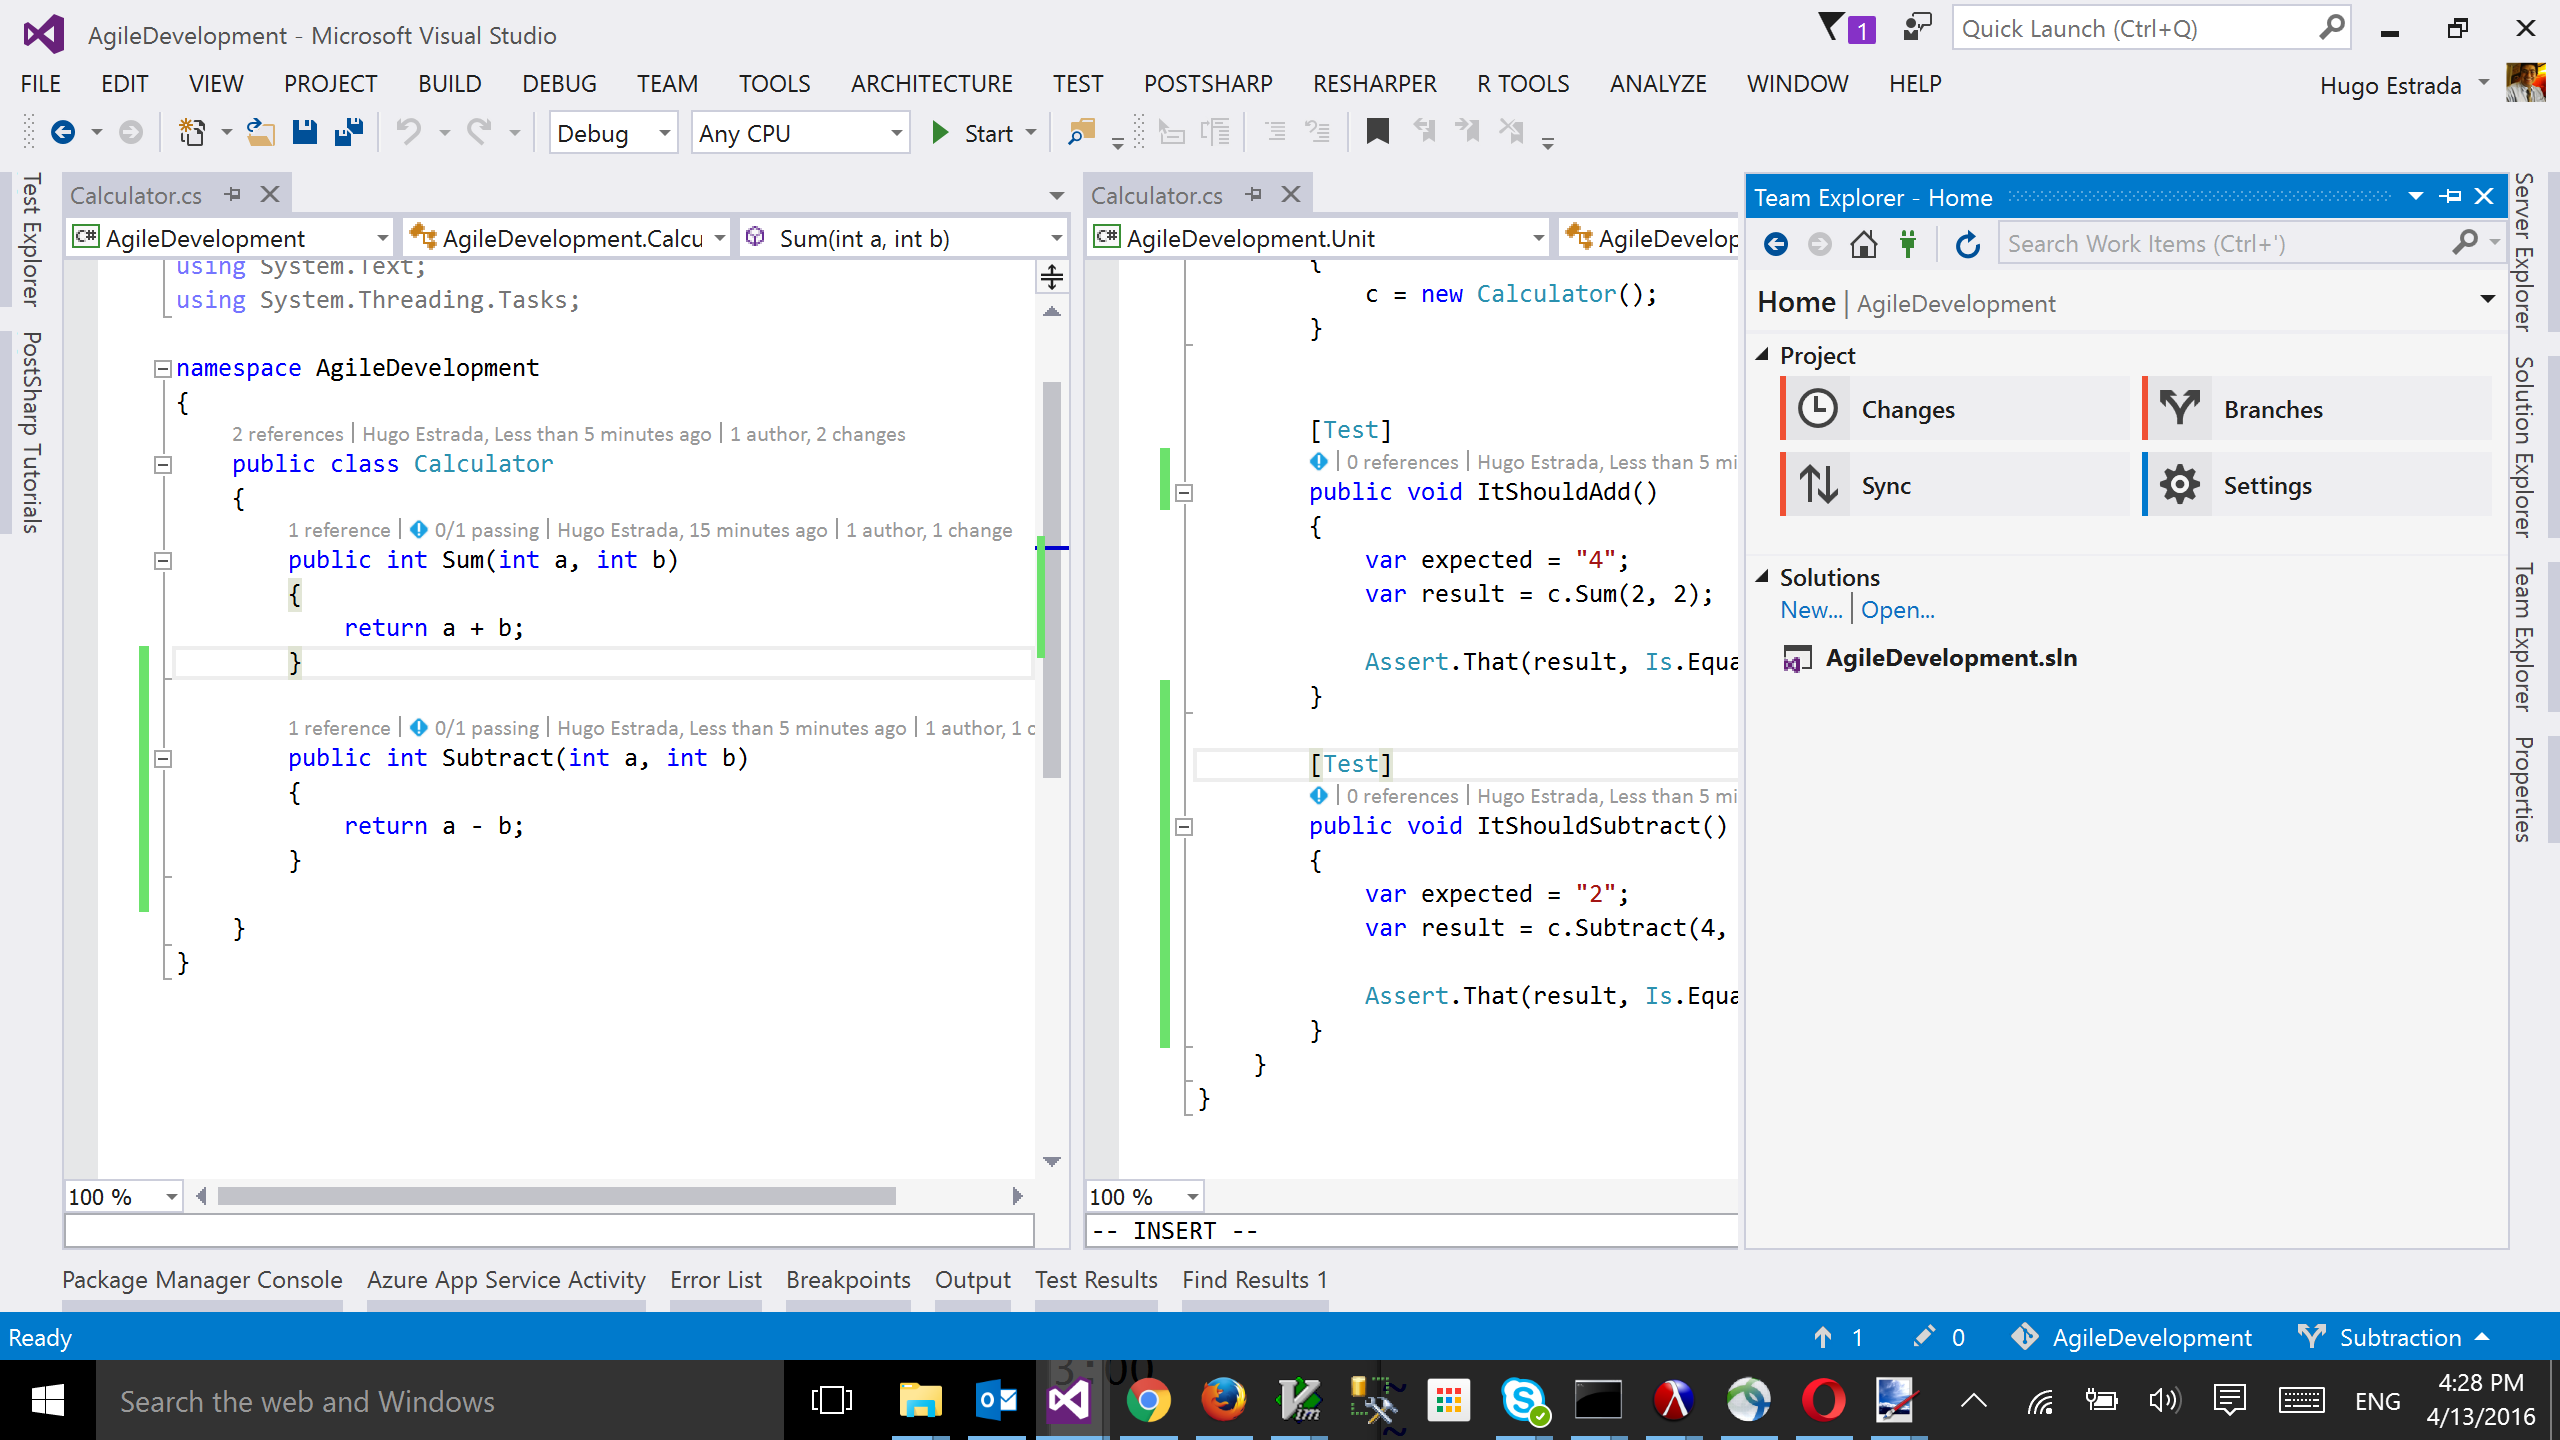 AgileDevelopment - Microsoft Visual Studio
1
Quick Launch (Ctrl+Q)
FILE EDIT VIEW PROJECT BUILD DEBUG TEAM TOOLS ARCHITECTURE TEST POSTSHARP RESHARPER R TOOLS ANALYZE WINDOW HELP
Hugo Estrada
Debug
Any CPU
Start
Test Explorer
PostSharp Tutorials
Calculator.cs
C# AgileDevelopment
AgileDevelopment.Calcu
Sum(int a, int b)
using System.Text;
using System.Threading.Tasks;
namespace AgileDevelopment
{
2 references | Hugo Estrada, Less than 5 minutes ago | 1 author, 2 changes
public class Calculator
{
1 reference | 0/1 passing | Hugo Estrada, 15 minutes ago | 1 author, 1 change
public int Sum(int a, int b)
{
return a + b;
}
1 reference | 0/1 passing | Hugo Estrada, Less than 5 minutes ago | 1 author, 1 c
public int Subtract(int a, int b)
{
return a - b;
}
}
}
100 %
Calculator.cs
C# AgileDevelopment.Unit
AgileDevelop
{
c = new Calculator();
}
[Test]
0 references | Hugo Estrada, Less than 5 mi
public void ItShouldAdd()
{
var expected = "4";
var result = c.Sum(2, 2);
Assert.That(result, Is.Equa
}
[Test]
0 references | Hugo Estrada, Less than 5 mi
public void ItShouldSubtract()
{
var expected = "2";
var result = c.Subtract(4,
Assert.That(result, Is.Equa
}
}
}
100 %
-- INSERT --
Team Explorer - Home
Search Work Items (Ctrl+')
Home | AgileDevelopment
Project
Changes
Branches
Sync
Settings
Solutions
New... | Open...
AgileDevelopment.sln
Server Explorer
Solution Explorer
Team Explorer
Properties
Package Manager Console Azure App Service Activity Error List Breakpoints Output Test Results Find Results 1
Ready
1
0
AgileDevelopment
Subtraction
Search the web and Windows
3:00
Vim
ENG
4:28 PM
4/13/2016